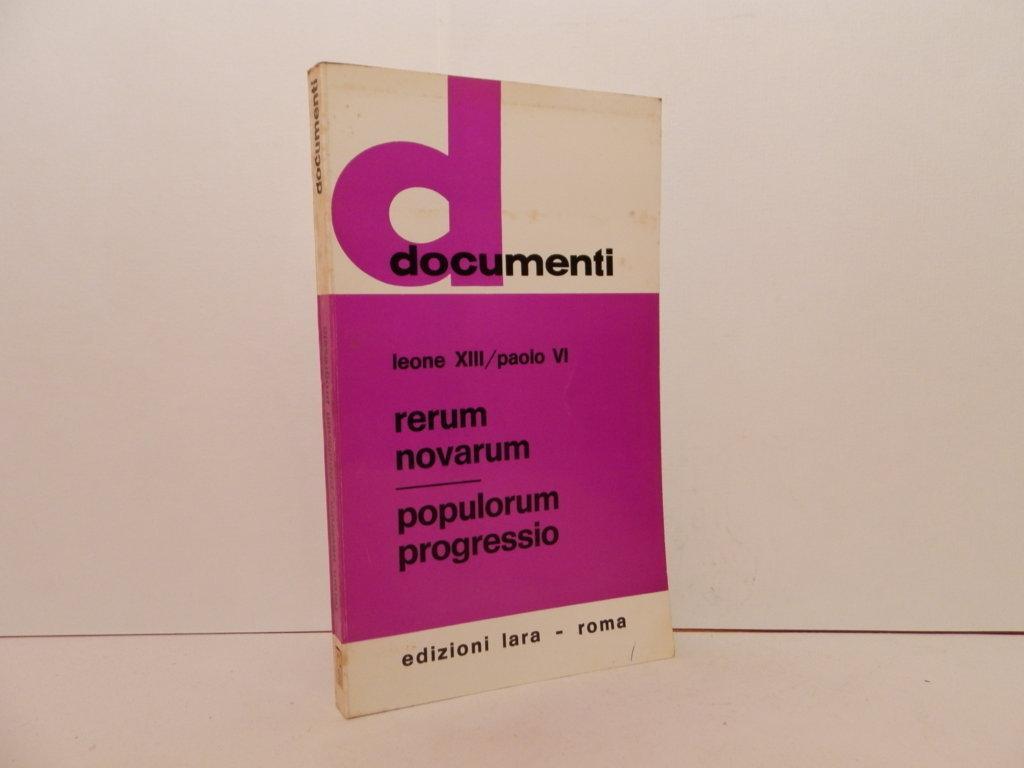 documenti
d
documenti
leone XIII/paolo VI
rerum
novarum
populorum
progressio
edizioni lara - roma